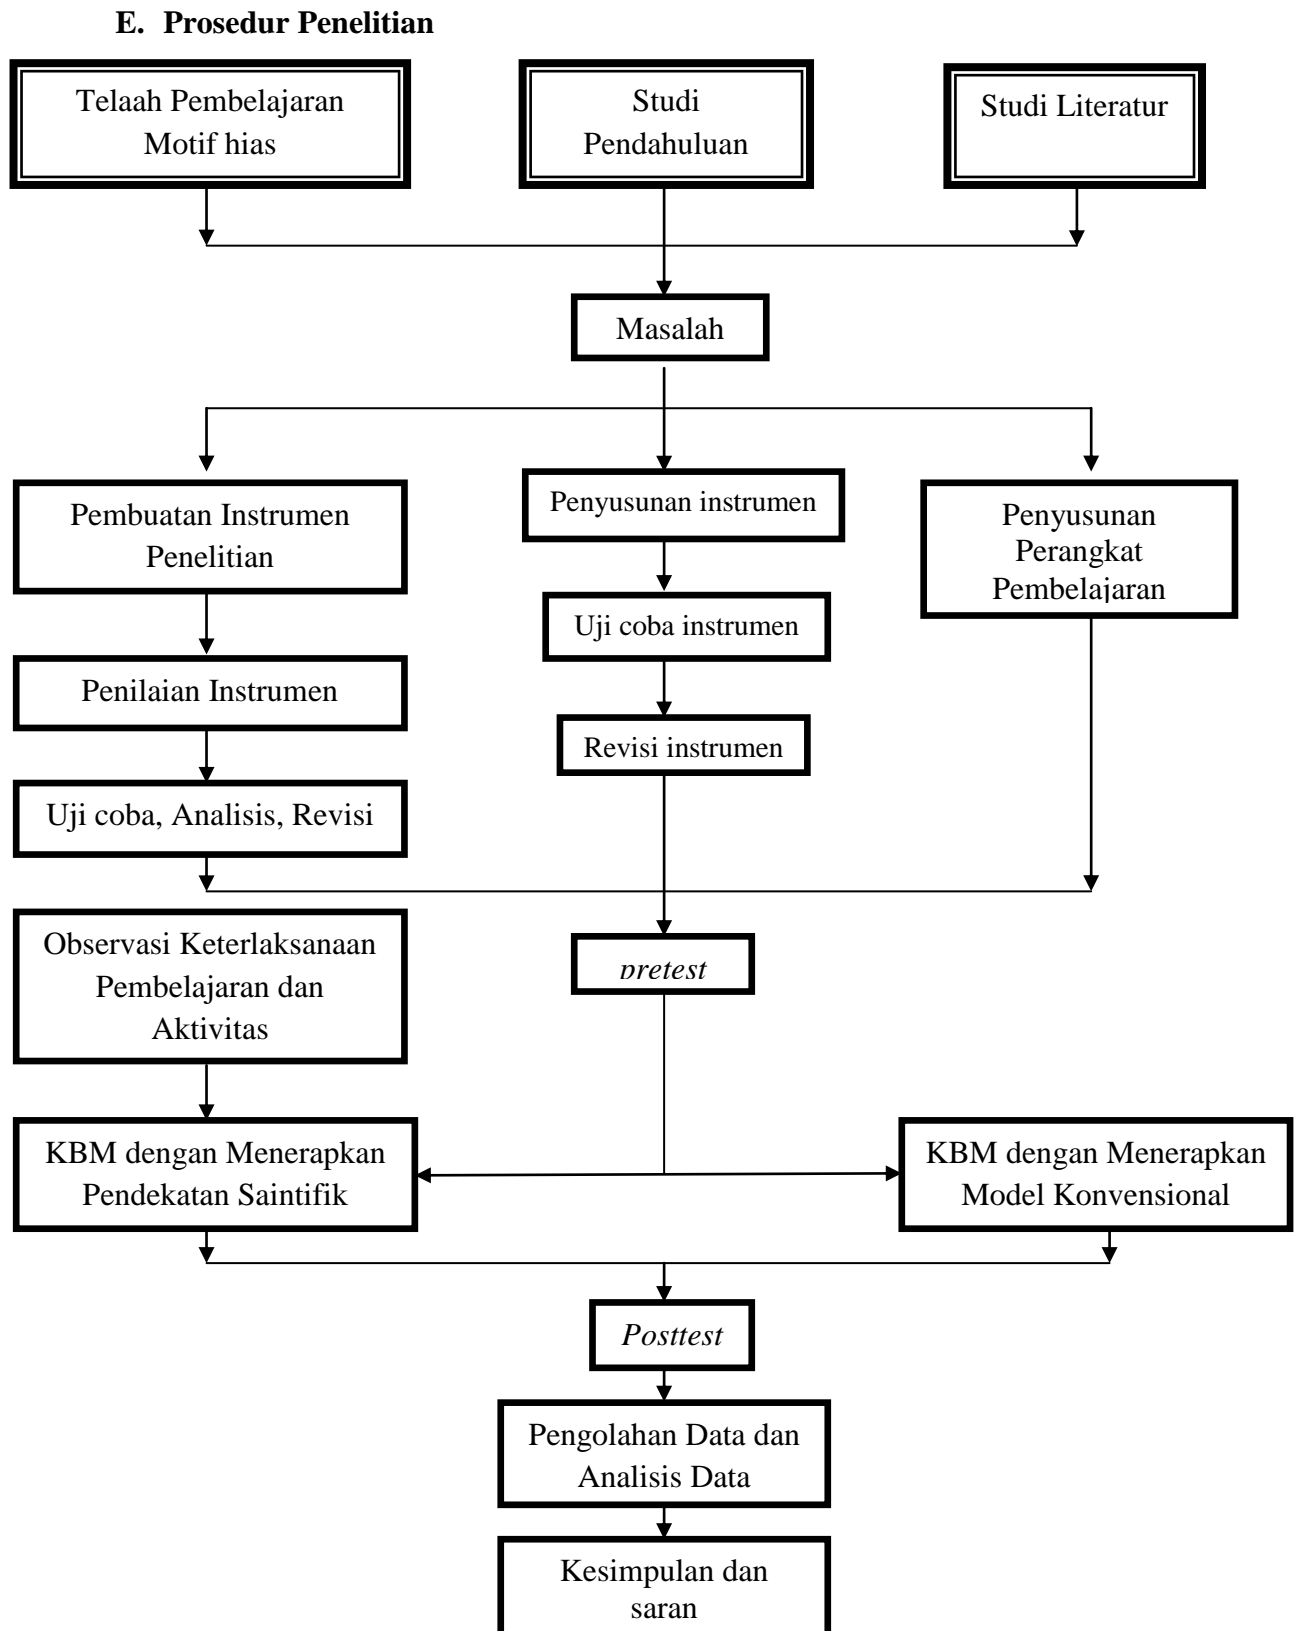 E. Prosedur Penelitian
Telaah Pembelajaran
Motif hias
Studi
Pendahuluan
Studi Literatur
Masalah
Pembuatan Instrumen
Penelitian
Penyusunan instrumen
Penyusunan
Perangkat
Pembelajaran
Uji coba instrumen
Penilaian Instrumen
Revisi instrumen
Uji coba, Analisis, Revisi
Observasi Keterlaksanaan
Pembelajaran dan
Aktivitas
pretest
KBM dengan Menerapkan
Pendekatan Saintifik
KBM dengan Menerapkan
Model Konvensional
Posttest
Pengolahan Data dan
Analisis Data
Kesimpulan dan
saran